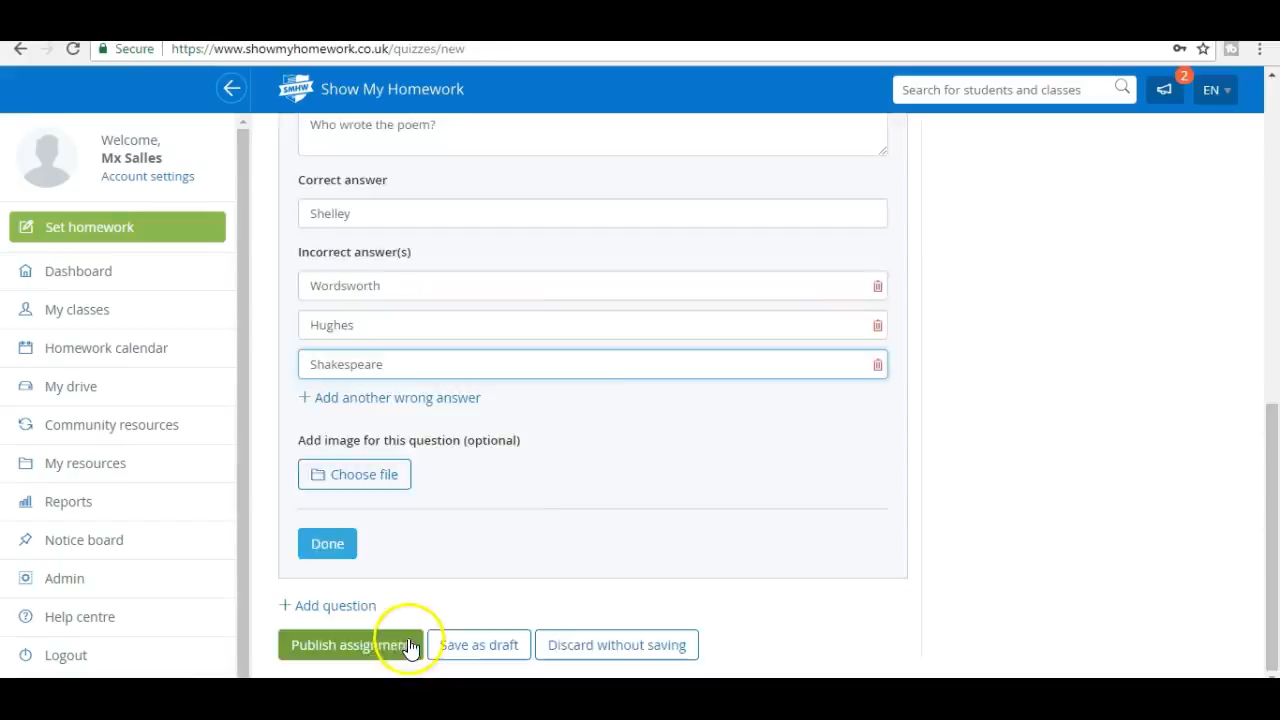 Secure https://www.showmyhomework.co.uk/quizzes/new
SMHW Show My Homework
Search for students and classes
2
EN
Welcome,
Mx Salles
Account settings
Set homework
Dashboard
My classes
Homework calendar
My drive
Community resources
My resources
Reports
Notice board
Admin
Help centre
Logout
Who wrote the poem?
Correct answer
Shelley
Incorrect answer(s)
Wordsworth
Hughes
Shakespeare
+ Add another wrong answer
Add image for this question (optional)
Choose file
Done
+ Add question
Publish assignment Save as draft Discard without saving